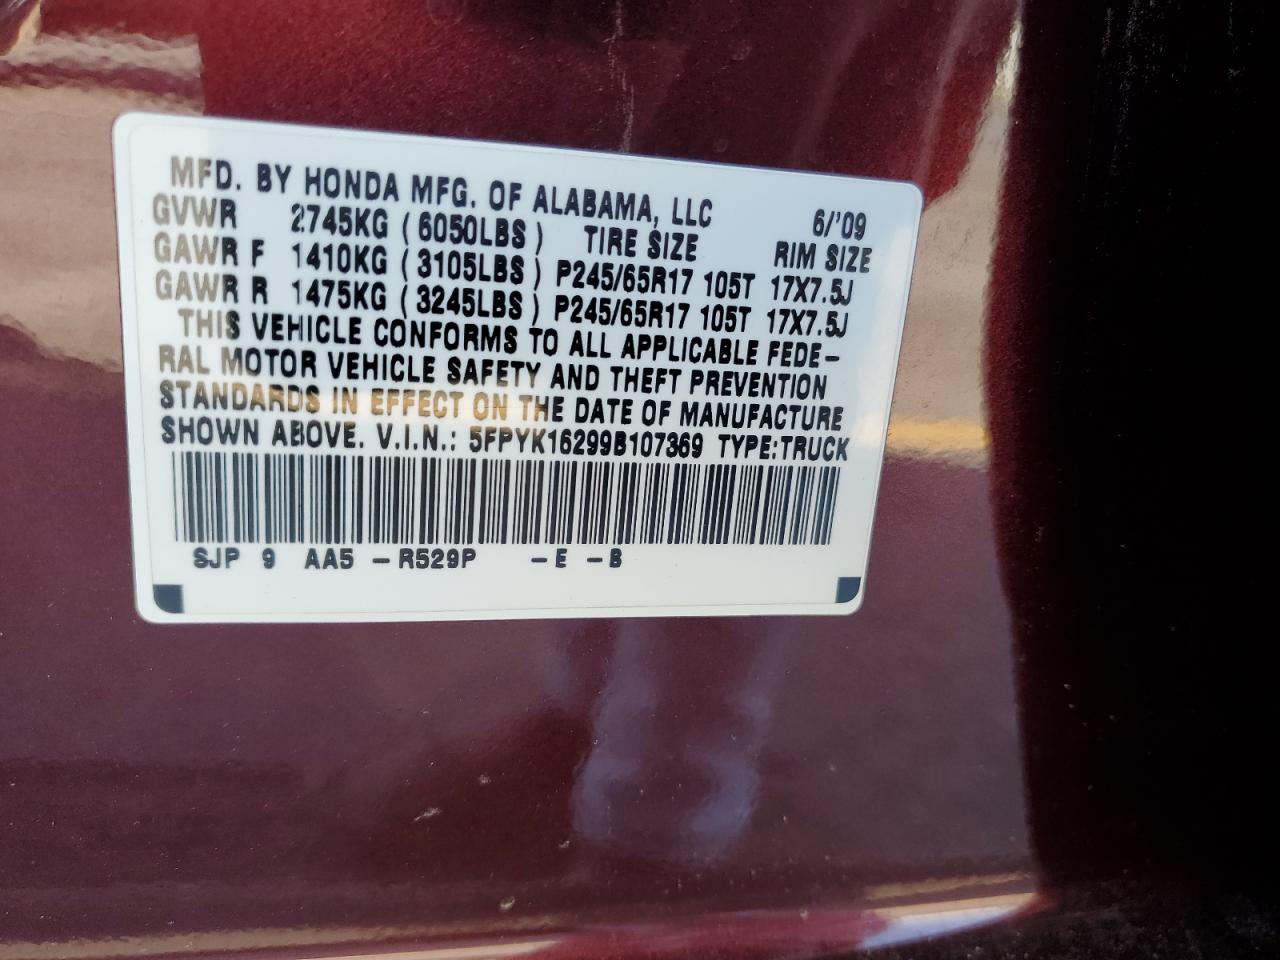 MFD. BY HONDA MFG. OF ALABAMA, LLC 6/'09
GVWR 2745KG (6050LBS) TIRE SIZE RIM SIZE
GAWR F 1410KG (3105LBS) P245/65R17 105T 17X7.5J
GAWR R 1475KG (3245LBS) P245/65R17 105T 17X7.5J
THIS VEHICLE CONFORMS TO ALL APPLICABLE FEDE-
RAL MOTOR VEHICLE SAFETY AND THEFT PREVENTION
STANDARDS IN EFFECT ON THE DATE OF MANUFACTURE
SHOWN ABOVE. V.I.N.: 5FPYK16299B107369 TYPE:TRUCK
SJP 9 AA5 -R529P -E -B